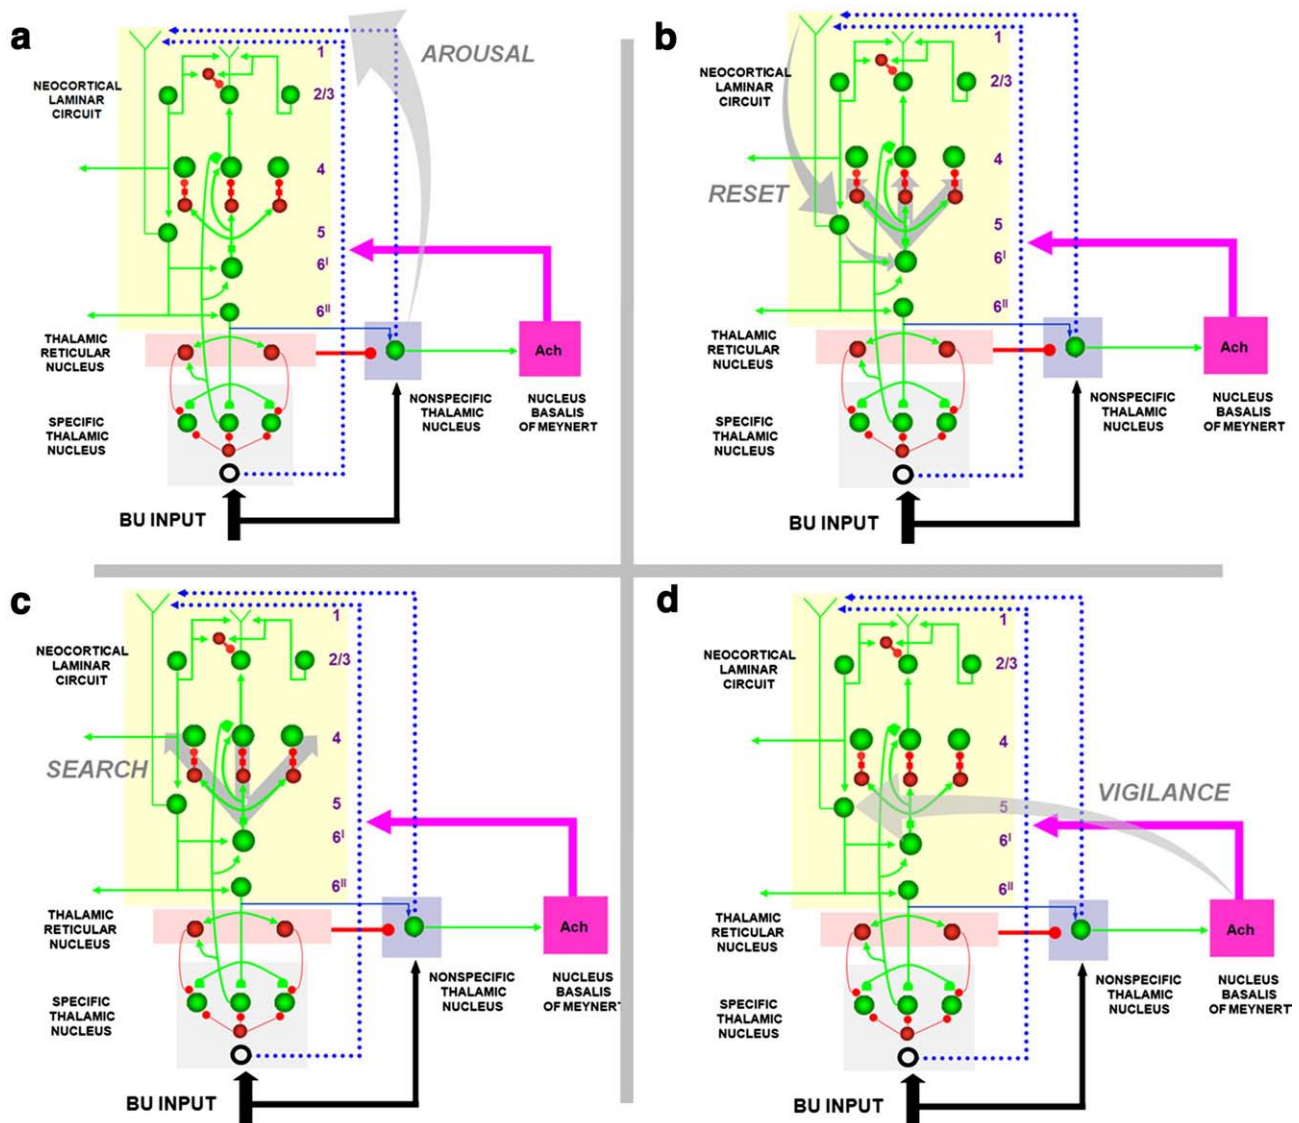 a
AROUSAL
NEOCORTICAL
LAMINAR
CIRCUIT
1
2/3
4
5
6I
6II
THALAMIC
RETICULAR
NUCLEUS
Ach
SPECIFIC
THALAMIC
NUCLEUS
NONSPECIFIC
THALAMIC
NUCLEUS
NUCLEUS
BASALIS
OF MEYNERT
BU INPUT
b
NEOCORTICAL
LAMINAR
CIRCUIT
RESET
1
2/3
4
5
6I
6II
THALAMIC
RETICULAR
NUCLEUS
Ach
SPECIFIC
THALAMIC
NUCLEUS
NONSPECIFIC
THALAMIC
NUCLEUS
NUCLEUS
BASALIS
OF MEYNERT
BU INPUT
c
NEOCORTICAL
LAMINAR
CIRCUIT
SEARCH
1
2/3
4
5
6I
6II
THALAMIC
RETICULAR
NUCLEUS
Ach
SPECIFIC
THALAMIC
NUCLEUS
NONSPECIFIC
THALAMIC
NUCLEUS
NUCLEUS
BASALIS
OF MEYNERT
BU INPUT
d
NEOCORTICAL
LAMINAR
CIRCUIT
VIGILANCE
1
2/3
4
5
6I
6II
THALAMIC
RETICULAR
NUCLEUS
Ach
SPECIFIC
THALAMIC
NUCLEUS
NONSPECIFIC
THALAMIC
NUCLEUS
NUCLEUS
BASALIS
OF MEYNERT
BU INPUT